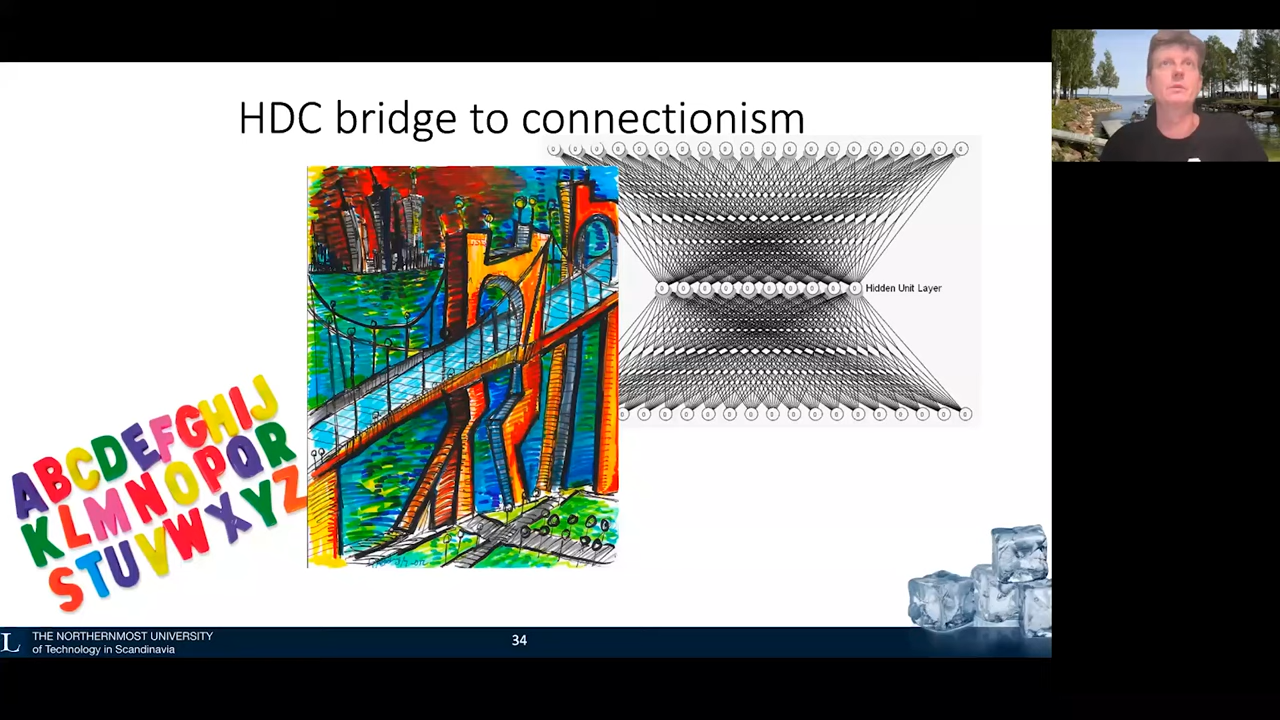 HDC bridge to connectionism
Hidden Unit Layer
ABCDEFGHIJ
KLMNOPQR
STUVWXYZ
L THE NORTHERNMOST UNIVERSITY
of Technology in Scandinavia
34